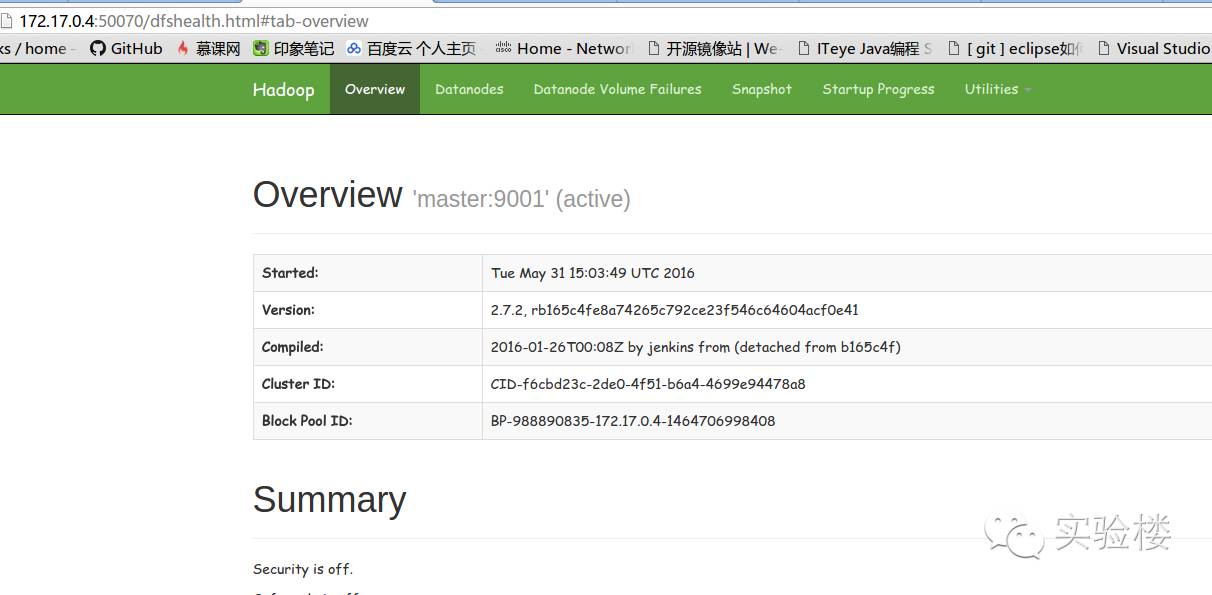 172.17.0.4:50070/dfshealth.html#tab-overview
ks / home - GitHub 慕课网 印象笔记 百度云 个人主页 cisco Home - Networ 开源镜像站 | We- ITeye Java编程 S [ git ] eclipse如 Visual Studio
Hadoop Overview Datanodes Datanode Volume Failures Snapshot Startup Progress Utilities
Overview 'master:9001' (active)
Started: Tue May 31 15:03:49 UTC 2016
Version: 2.7.2, rb165c4fe8a74265c792ce23f546c64604acf0e41
Compiled: 2016-01-26T00:08Z by jenkins from (detached from b165c4f)
Cluster ID: CID-f6cbd23c-2de0-4f51-b6a4-4699e94478a8
Block Pool ID: BP-988890835-172.17.0.4-1464706998408
Summary
实验楼
Security is off.